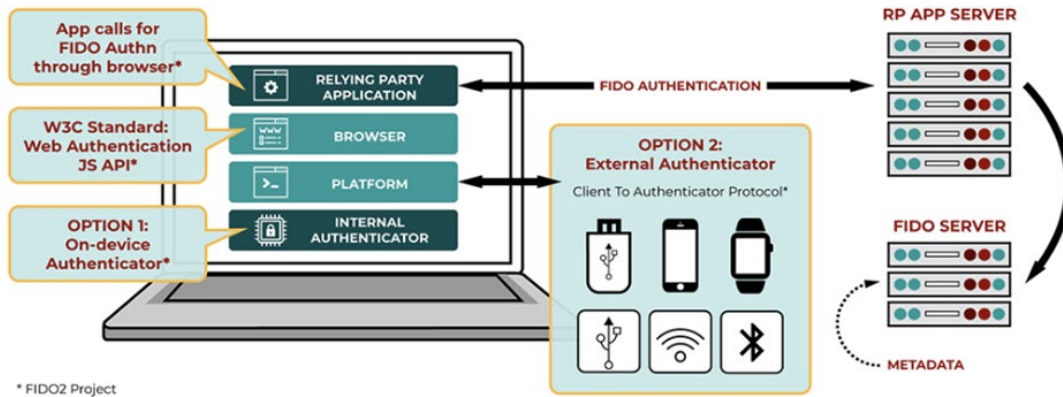 App calls for
FIDO Authn
through browser*
W3C Standard:
Web Authentication
JS API*
OPTION 1:
On-device
Authenticator*
RELYING PARTY
APPLICATION
WWW
BROWSER
PLATFORM
INTERNAL
AUTHENTICATOR
FIDO AUTHENTICATION
OPTION 2:
External Authenticator
Client To Authenticator Protocol*
RP APP SERVER
FIDO SERVER
METADATA
* FIDO2 Project